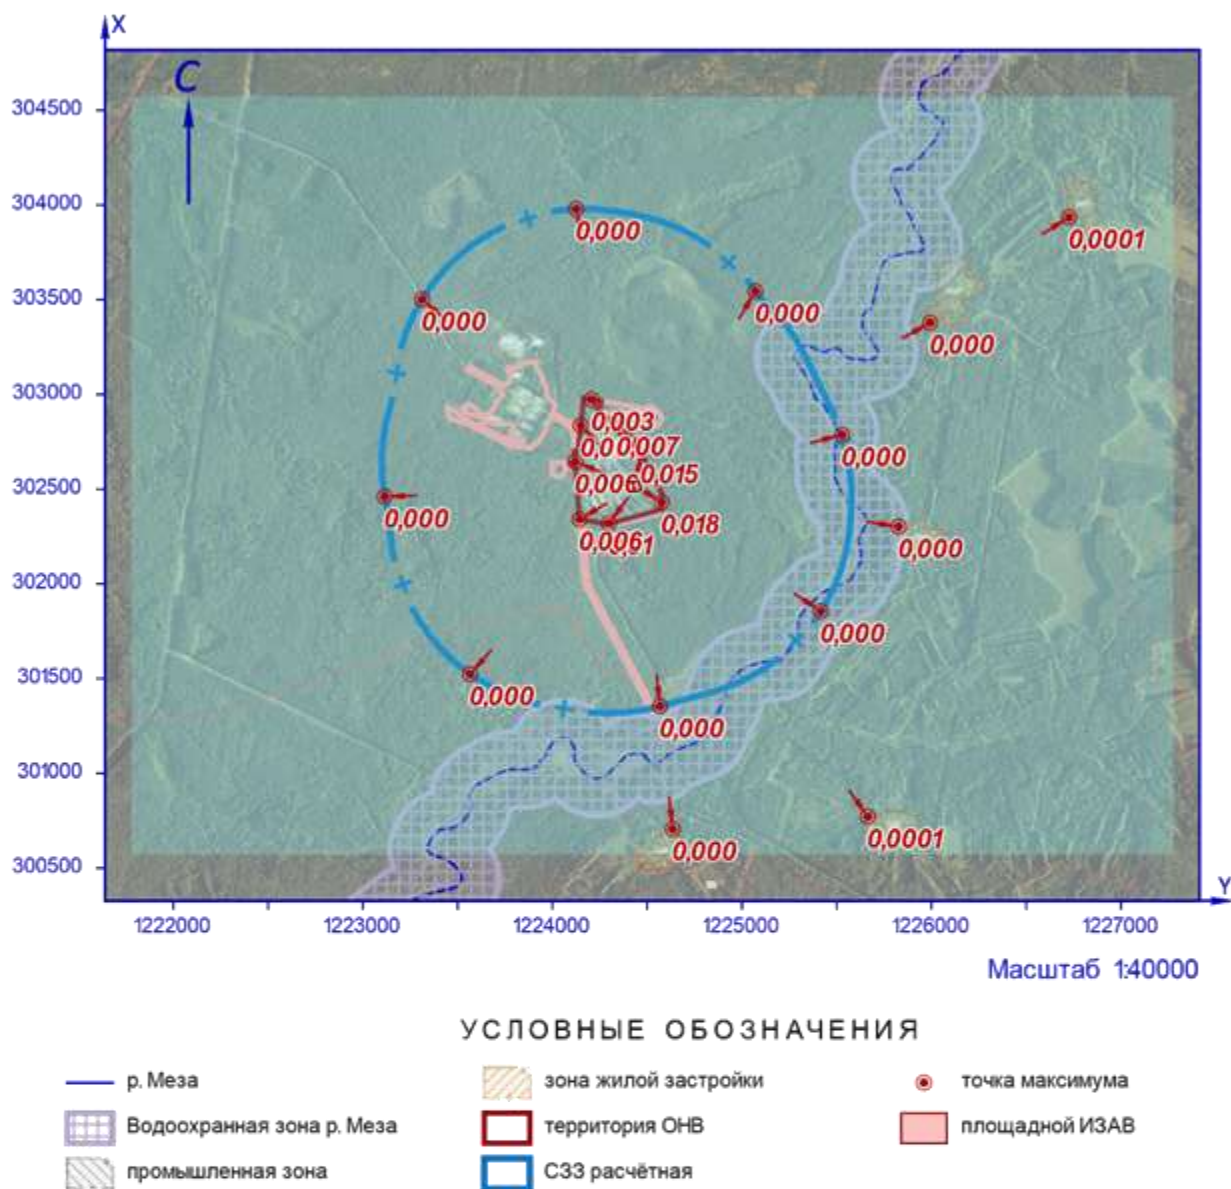 X
С
304500
304000
0,000
0,0001
303500
0,000
0,000
0,000
303000
0,003
0,007
0,000
302500
0,006
0,015
0,000
0,018
0,006
0,000
302000
0,000
301500
0,000
0,000
301000
0,000
0,0001
300500
Y
1222000 1223000 1224000 1225000 1226000 1227000
Масштаб 1:40000
УСЛОВНЫЕ ОБОЗНАЧЕНИЯ
р. Меза
зона жилой застройки
точка максимума
Водоохранная зона р. Меза
территория ОНВ
площадной ИЗАВ
промышленная зона
СЗЗ расчётная